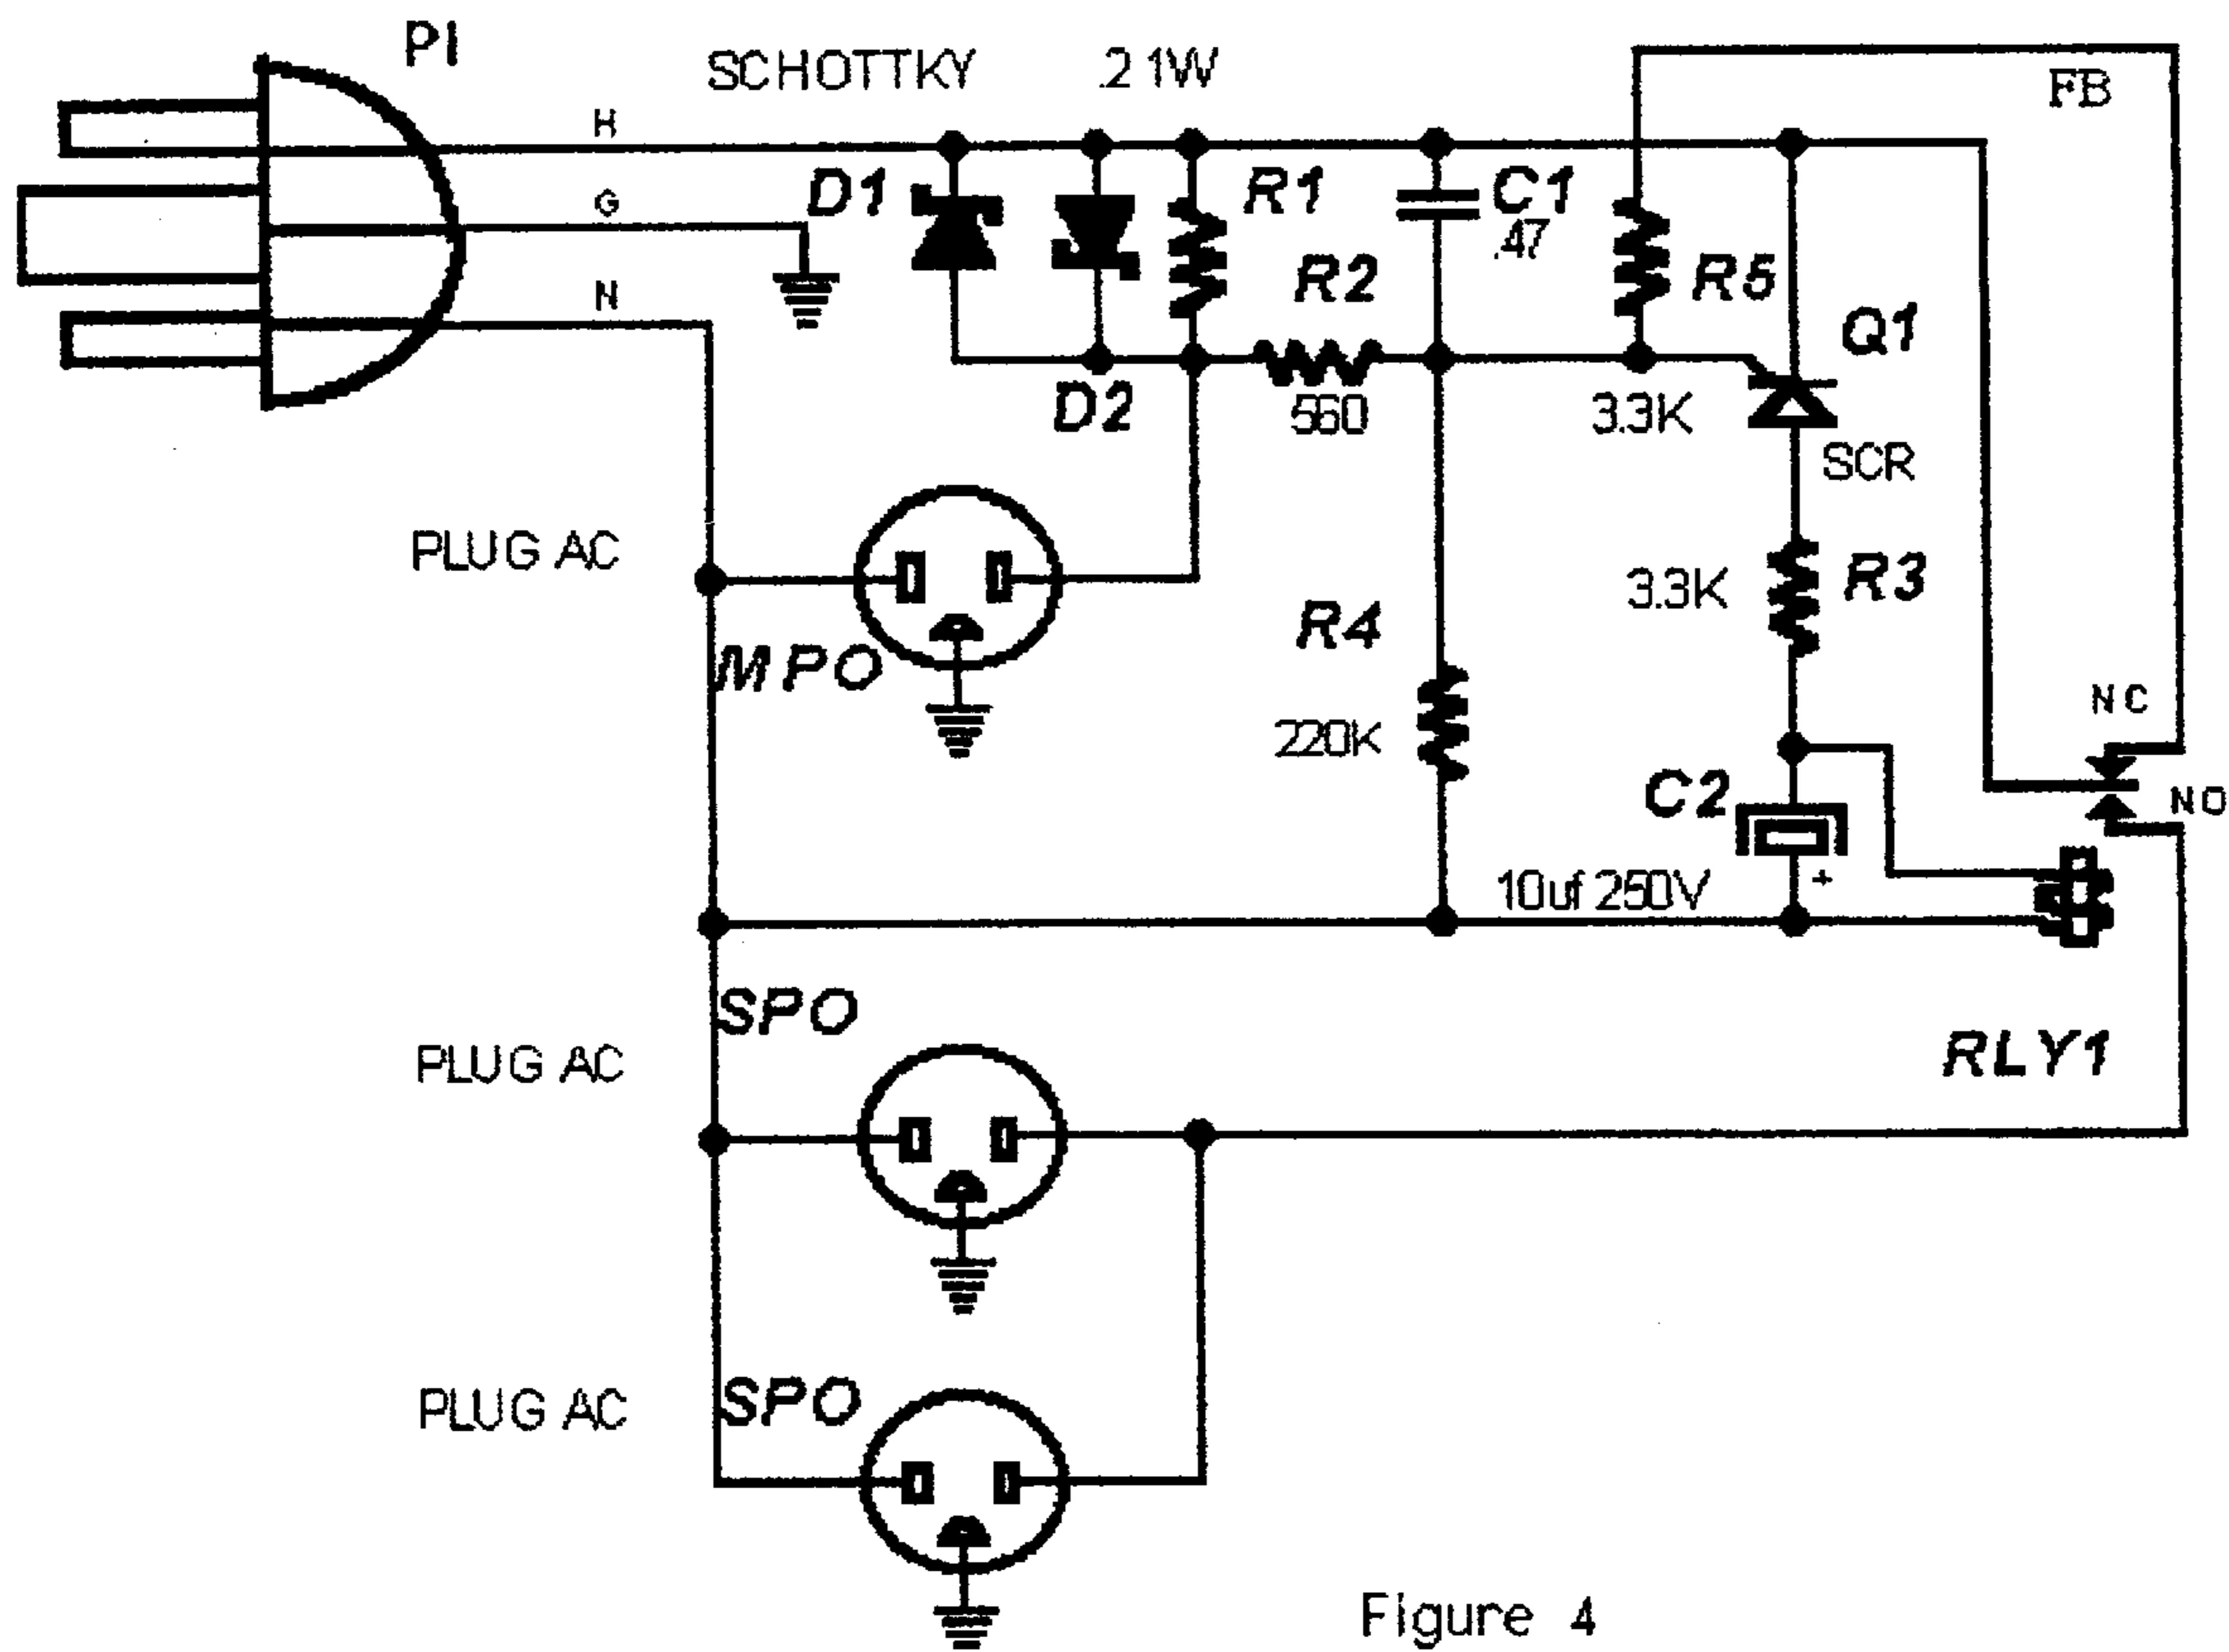 P1
SCHOTTKY
.2 1W
FB
H
D1
R1
C1
.47
G
R2
R5
N
Q1
D2
560
3.3K
SCR
PLUG AC
3.3K
R3
R4
MPO
220K
NC
C2
NO
10uf 250V
+
SPO
PLUG AC
RLY1
SPO
PLUG AC
Figure 4